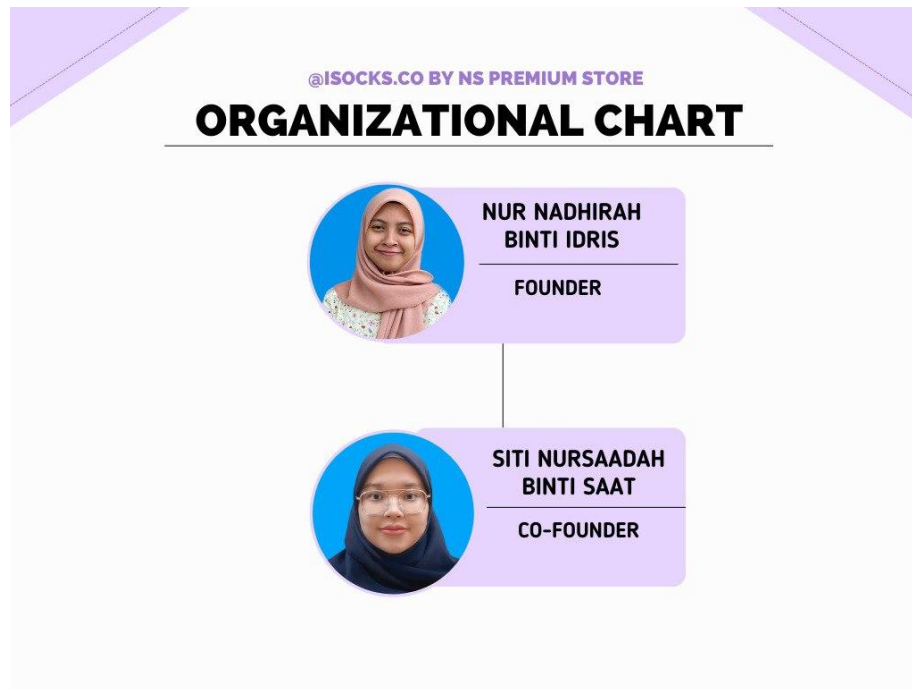 @ISOCKS.CO BY NS PREMIUM STORE
ORGANIZATIONAL CHART
NUR NADHIRAH
BINTI IDRIS
FOUNDER
SITI NURSAADAH
BINTI SAAT
CO-FOUNDER